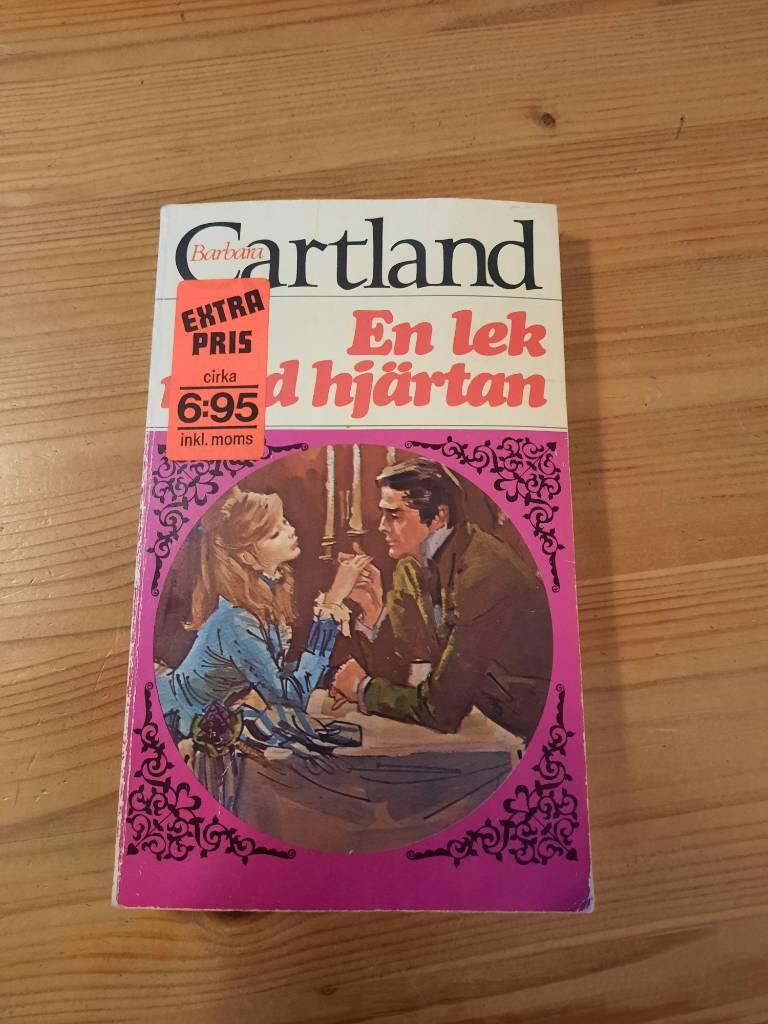 Barbara
Cartland
En lek
hjärtan
EXTRA
PRIS
cirka
6:95
inkl. moms